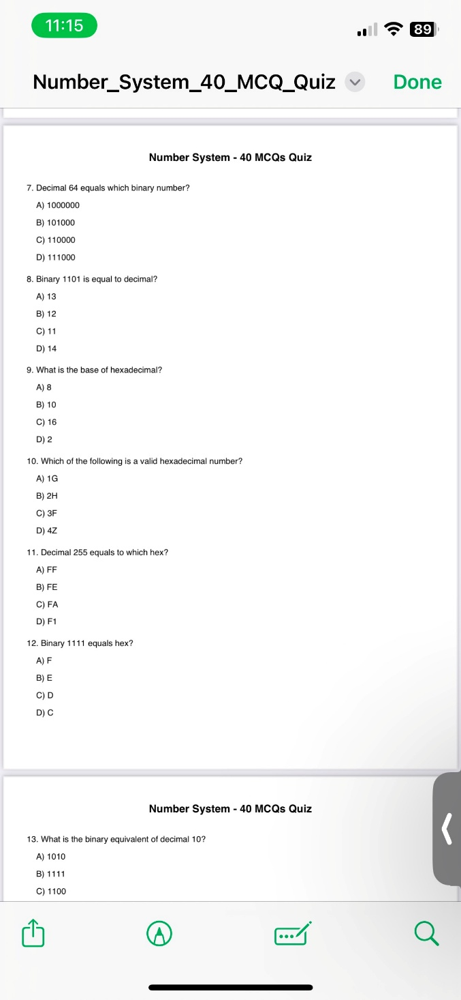 11:15
89
Number_System_40_MCQ_Quiz
Done
Number System - 40 MCQs Quiz
7. Decimal 64 equals which binary number?
A) 1000000
B) 101000
C) 110000
D) 111000
8. Binary 1101 is equal to decimal?
A) 13
B) 12
C) 11
D) 14
9. What is the base of hexadecimal?
A) 8
B) 10
C) 16
D) 2
10. Which of the following is a valid hexadecimal number?
A) 1G
B) 2H
C) 3F
D) 4Z
11. Decimal 255 equals to which hex?
A) FF
B) FE
C) FA
D) F1
12. Binary 1111 equals hex?
A) F
B) E
C) D
D) C
Number System - 40 MCQs Quiz
13. What is the binary equivalent of decimal 10?
A) 1010
B) 1111
C) 1100